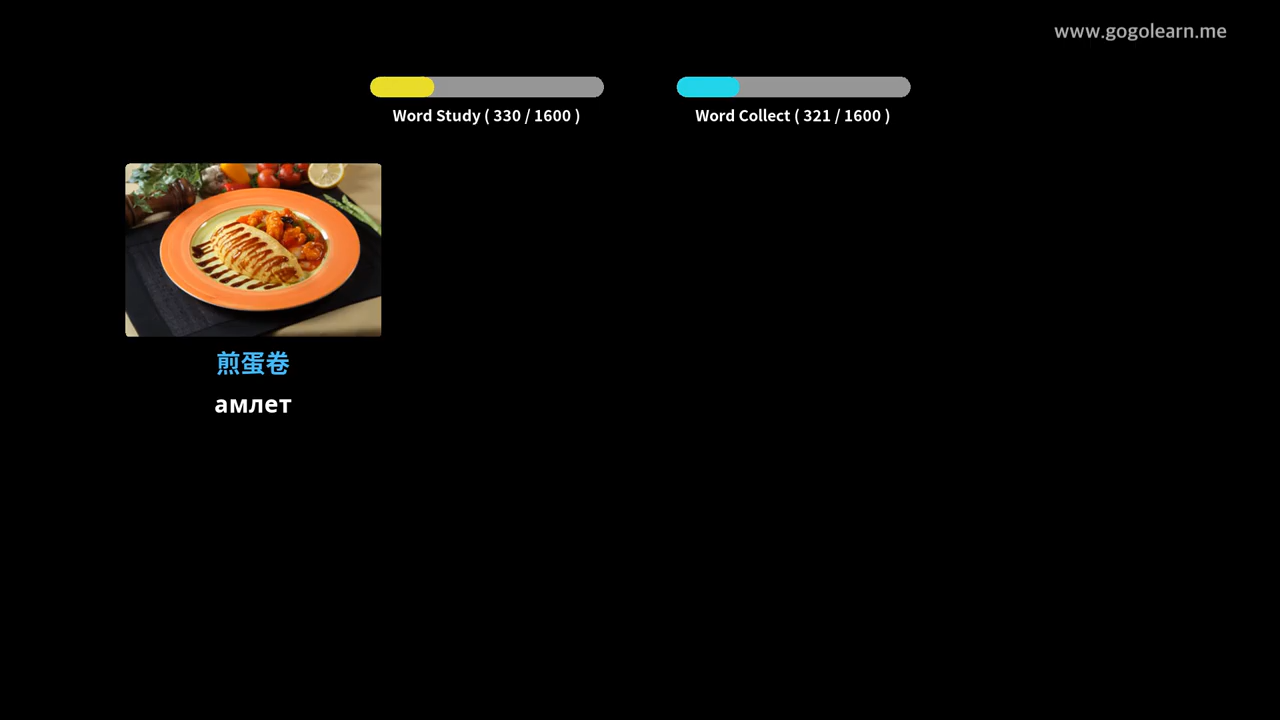 www.gogolearn.me
Word Study ( 330 / 1600 )
Word Collect ( 321 / 1600 )
煎蛋卷
амлет